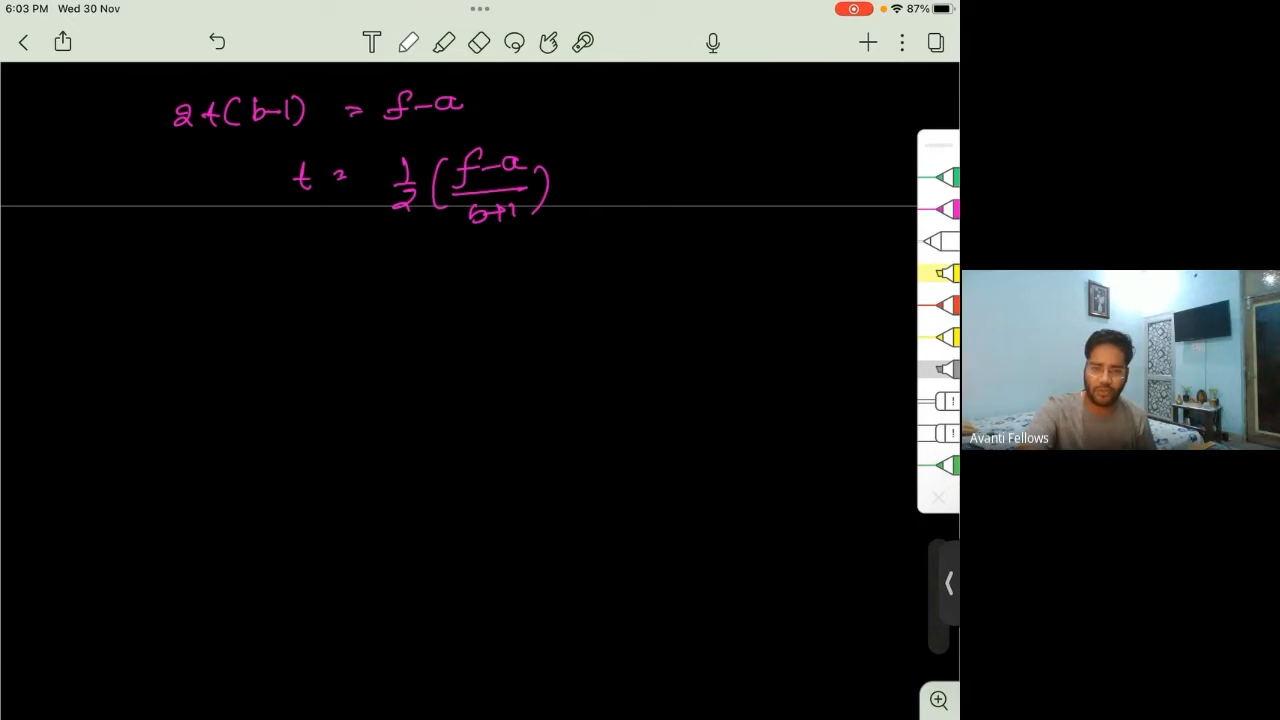 6:03 PM Wed 30 Nov
87%
2t(b-1) = f-a
t = 1/2 (f-a/b+1)
Avanti Fellows